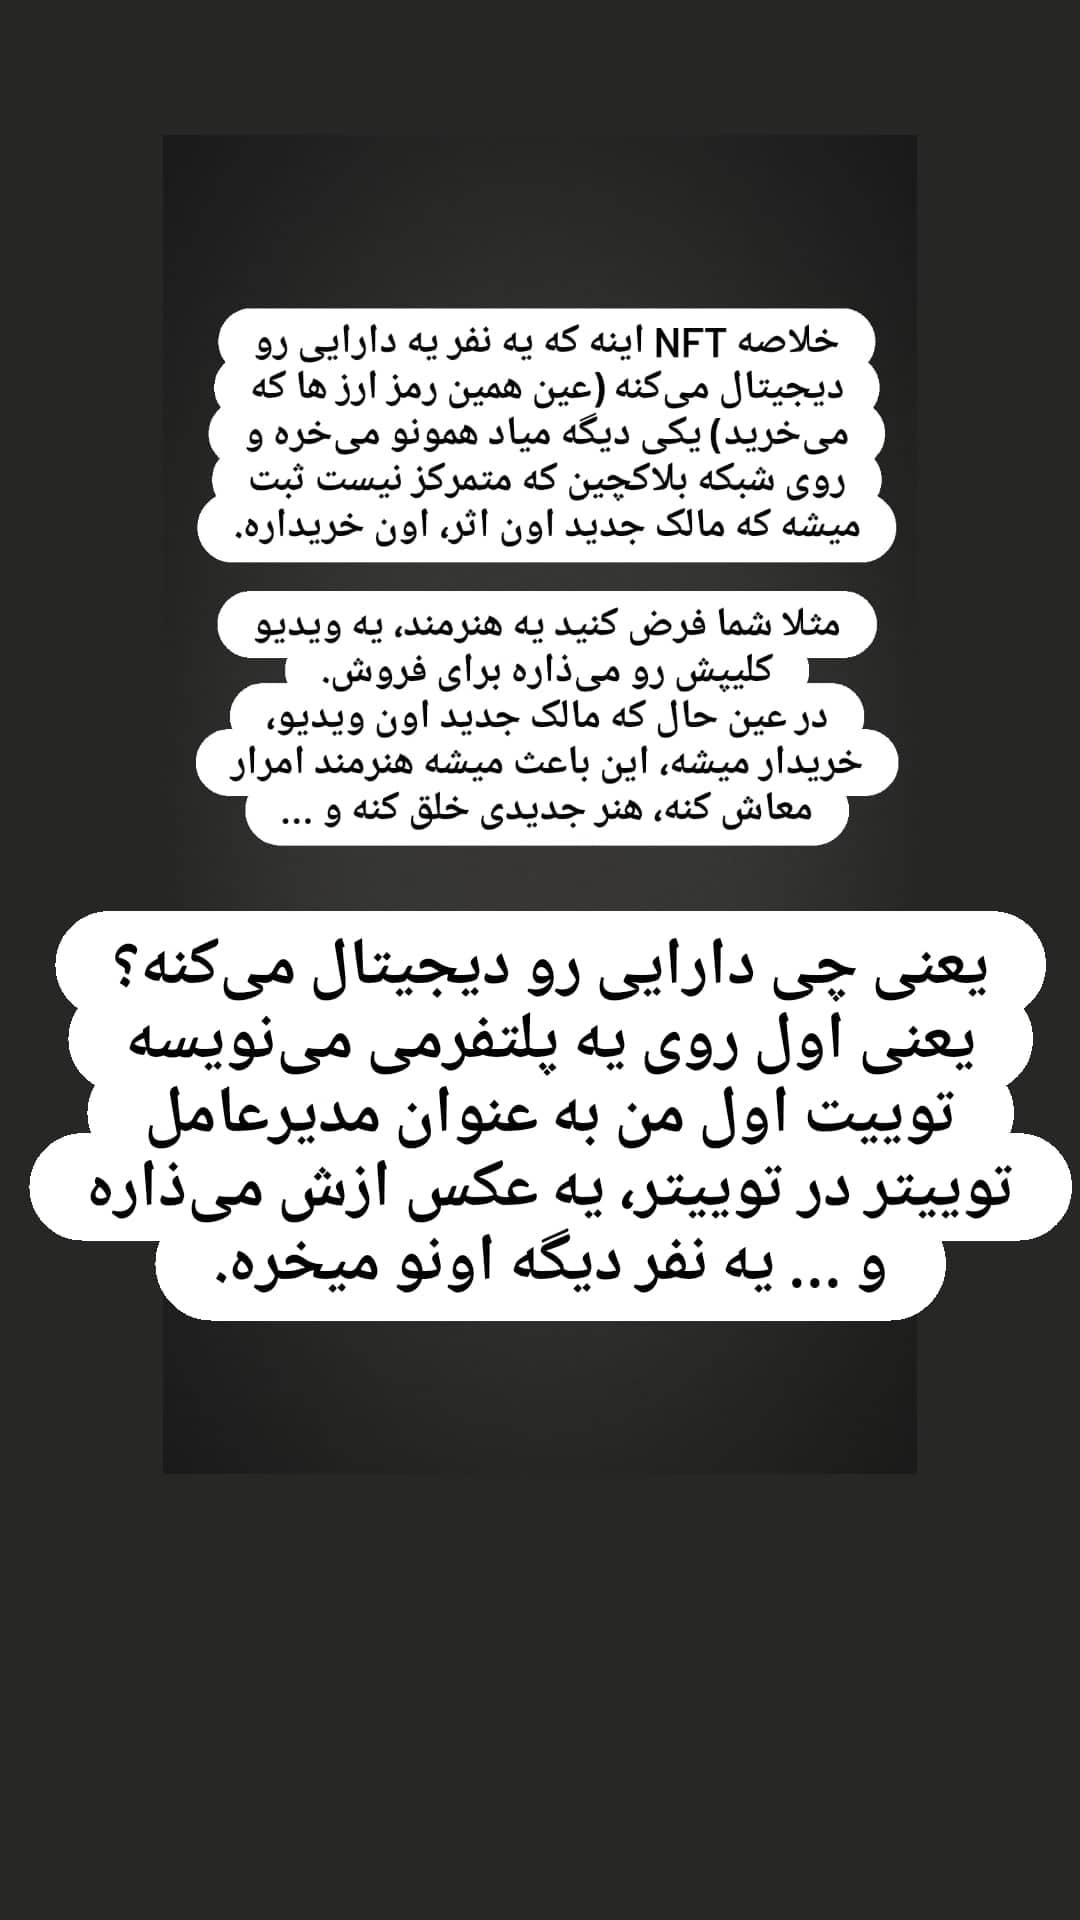 خلاصه NFT اینه که یه نفر یه دارایی رو
دیجیتال می‌کنه (عین همین رمز ارز ها که
می‌خرید) یکی دیگه میاد همونو می‌خره و
روی شبکه بلاکچین که متمرکز نیست ثبت
میشه که مالک جدید اون اثر، اون خریداره.
مثلا شما فرض کنید یه هنرمند، یه ویدیو
کلیپش رو می‌ذاره برای فروش.
در عین حال که مالک جدید اون ویدیو،
خریدار میشه، این باعث میشه هنرمند امرار
معاش کنه، هنر جدیدی خلق کنه و ...
یعنی چی دارایی رو دیجیتال می‌کنه؟
یعنی اول روی یه پلتفرمی می‌نویسه
توییت اول من به عنوان مدیرعامل
توییتر در توییتر، یه عکس ازش می‌ذاره
و ... یه نفر دیگه اونو میخره.